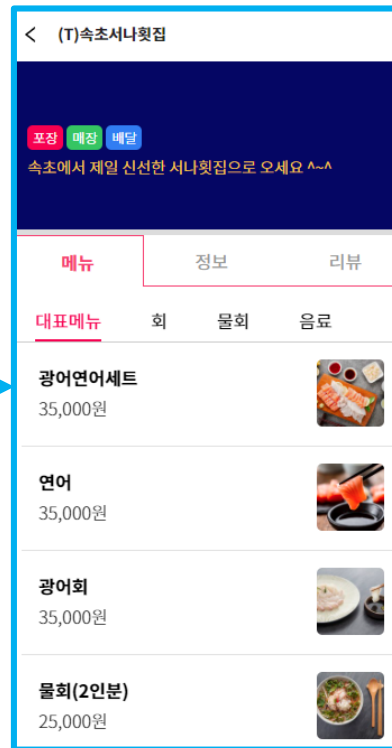 (T)속초서나횟집
포장 매장 배달
속초에서 제일 신선한 서나횟집으로 오세요 ^~^
메뉴 정보 리뷰
대표메뉴 회 물회 음료
광어연어세트
35,000원
연어
35,000원
광어회
35,000원
물회(2인분)
25,000원